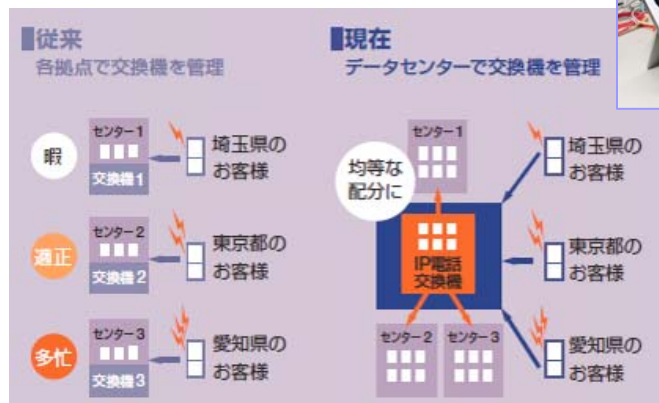 従来
各拠点で交換機を管理
暇
センター1
交換機1
埼玉県の
お客様
適正
センター2
交換機2
東京都の
お客様
多忙
センター3
交換機3
愛知県の
お客様
現在
データセンターで交換機を管理
均等な
配分に
センター1
IP電話
交換機
センター2
センター3
埼玉県の
お客様
東京都の
お客様
愛知県の
お客様